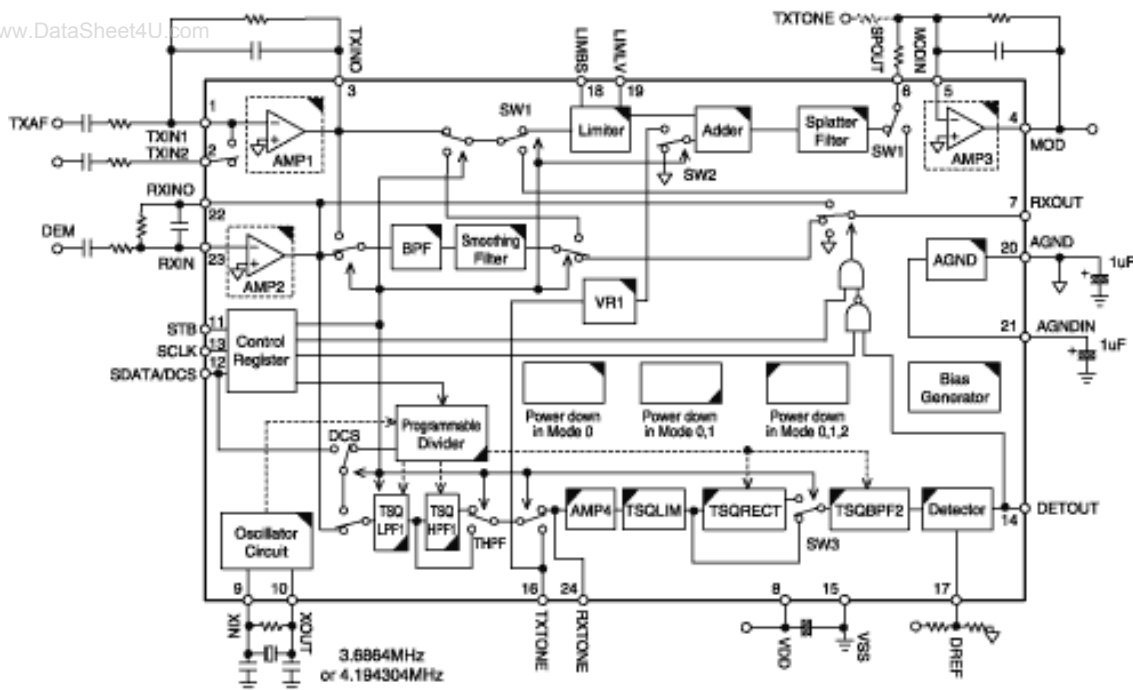 www.DataSheet4U.com
TXTONE
TXINO
LIMBS
LIMLV
SPOUT
MODIN
3
18
19
6
5
1
TXAF
TXIN1
2
TXIN2
AMP1
SW1
Limiter
Adder
Splatter
Filter
SW1
SW2
AMP3
4
MOD
RXINO
22
7
RXOUT
DEM
RXIN
23
AMP2
BPF
Smoothing
Filter
VR1
AGND
20
AGND
1uF
+
21
AGNDIN
1uF
+
STB
11
SCLK
13
SDATA/DCS
12
Control
Register
Power down
in Mode 0
Power down
in Mode 0,1
Power down
in Mode 0,1,2
Bias
Generator
Programmable
Divider
DCS
TSQ
LPF1
TSQ
HPF1
THPF
AMP4
TSQLIM
TSQRECT
SW3
TSQBPF2
Detector
14
DETOUT
Oscillator
Circuit
9
10
16
24
8
15
17
XIN
XOUT
TXTONE
RXTONE
VDD
VSS
DREF
+
3.6864MHz
or 4.194304MHz